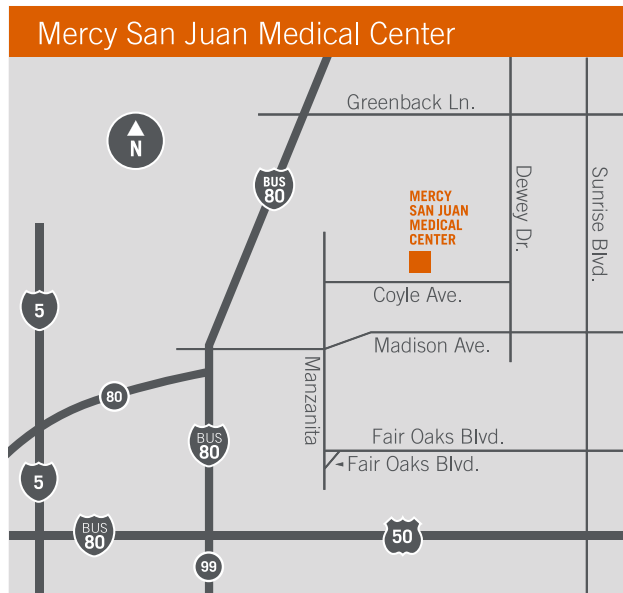 Mercy San Juan Medical Center
Greenback Ln.
N
BUS
80
MERCY
SAN JUAN
MEDICAL
CENTER
Dewey Dr.
Sunrise Blvd.
5
Coyle Ave.
Madison Ave.
Manzanita
80
BUS
80
Fair Oaks Blvd.
Fair Oaks Blvd.
5
BUS
80
50
99